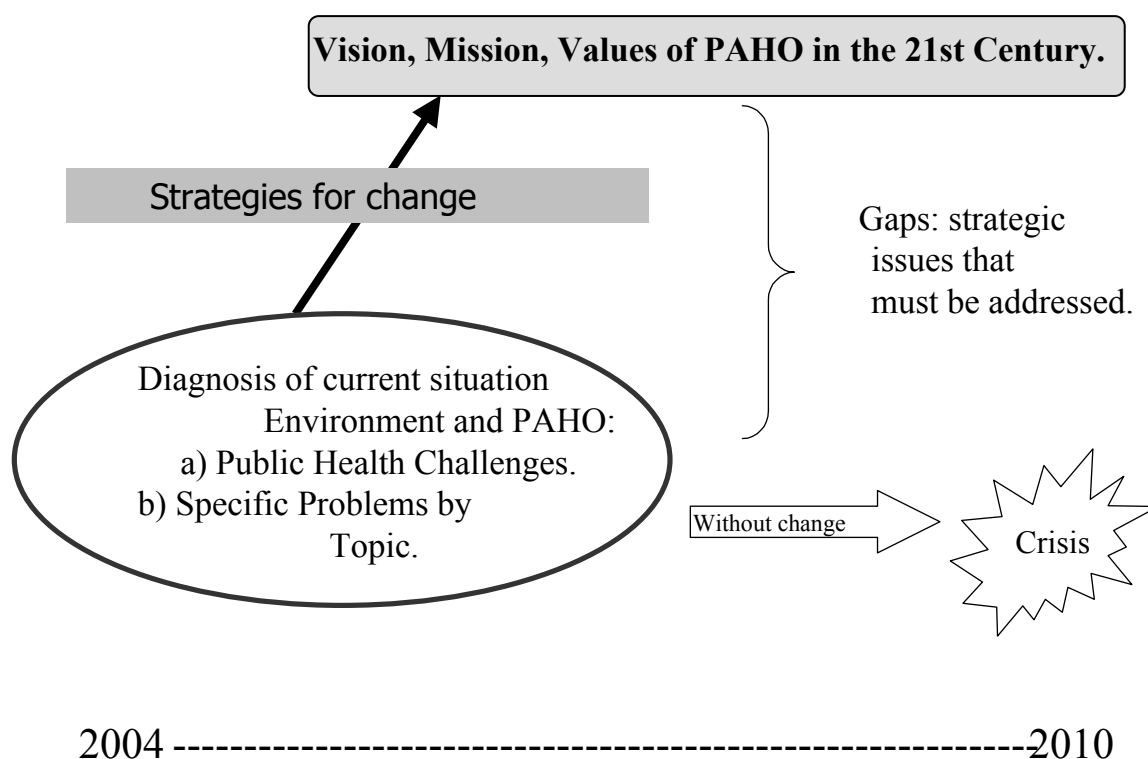 Vision, Mission, Values of PAHO in the 21st Century.
Strategies for change
Gaps: strategic
issues that
must be addressed.
Diagnosis of current situation
Environment and PAHO:
a) Public Health Challenges.
b) Specific Problems by
Topic.
Without change
Crisis
2004 -------------------------------------------------------------2010